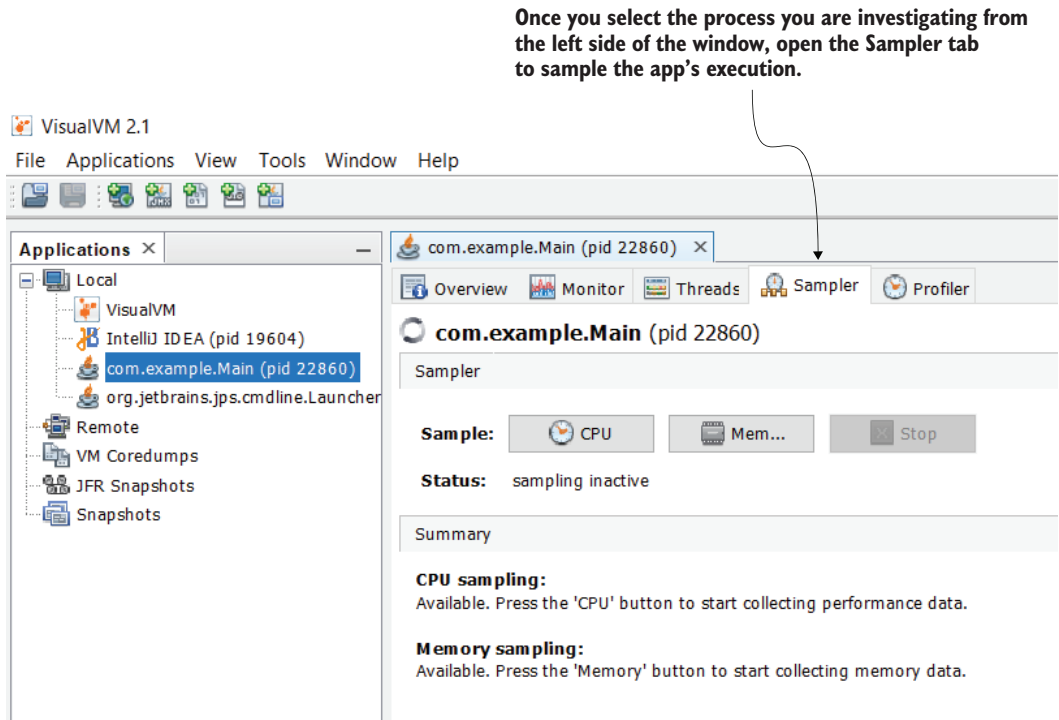 Once you select the process you are investigating from
the left side of the window, open the Sampler tab
to sample the app's execution.
VisualVM 2.1
File Applications View Tools Window Help
Applications
Local
VisualVM
IntelliJ IDEA (pid 19604)
com.example.Main (pid 22860)
org.jetbrains.jps.cmdline.Launcher
Remote
VM Coredumps
JFR Snapshots
Snapshots
com.example.Main (pid 22860)
Overview Monitor Threads Sampler Profiler
com.example.Main (pid 22860)
Sampler
Sample: CPU Mem... Stop
Status: sampling inactive
Summary
CPU sampling:
Available. Press the 'CPU' button to start collecting performance data.
Memory sampling:
Available. Press the 'Memory' button to start collecting memory data.